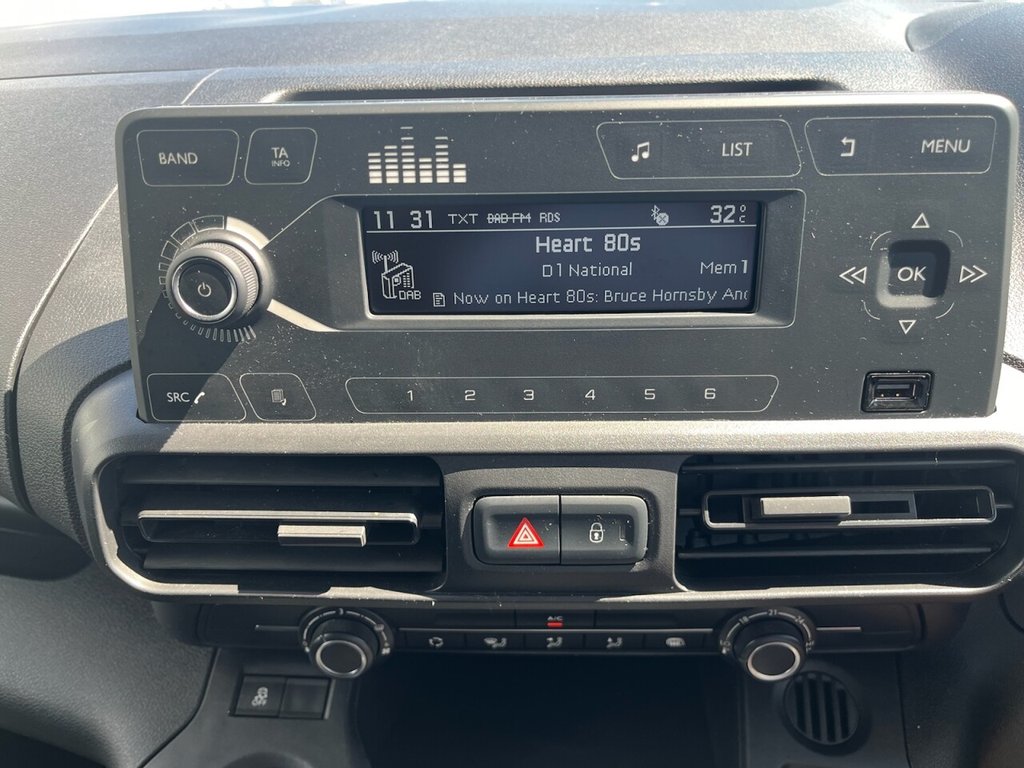 BAND
TA
INFO
LIST
MENU
11 31 TXT DAB-FM RDS 32°C
Heart 80s
D1 National Mem 1
DAB
Now on Heart 80s: Bruce Hornsby And
OK
SRC
1 2 3 4 5 6
A/C
OFF